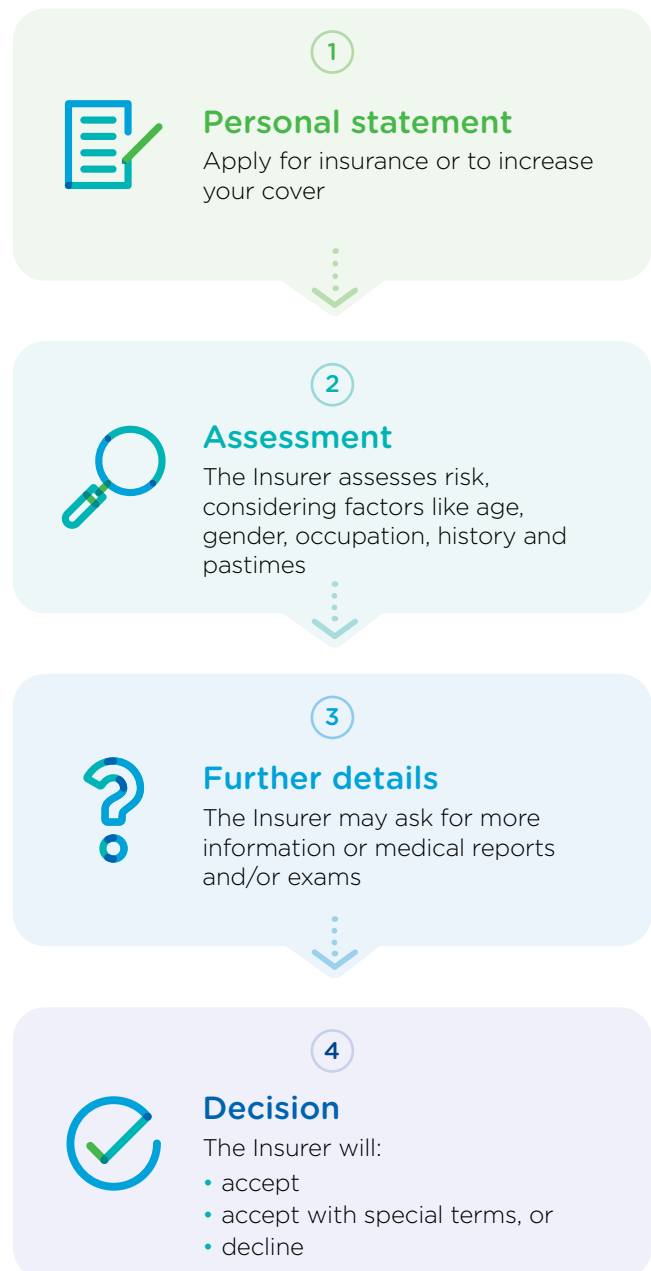 1
Personal statement
Apply for insurance or to increase
your cover
2
Assessment
The Insurer assesses risk,
considering factors like age,
gender, occupation, history and
pastimes
3
Further details
The Insurer may ask for more
information or medical reports
and/or exams
4
Decision
The Insurer will:
• accept
• accept with special terms, or
• decline